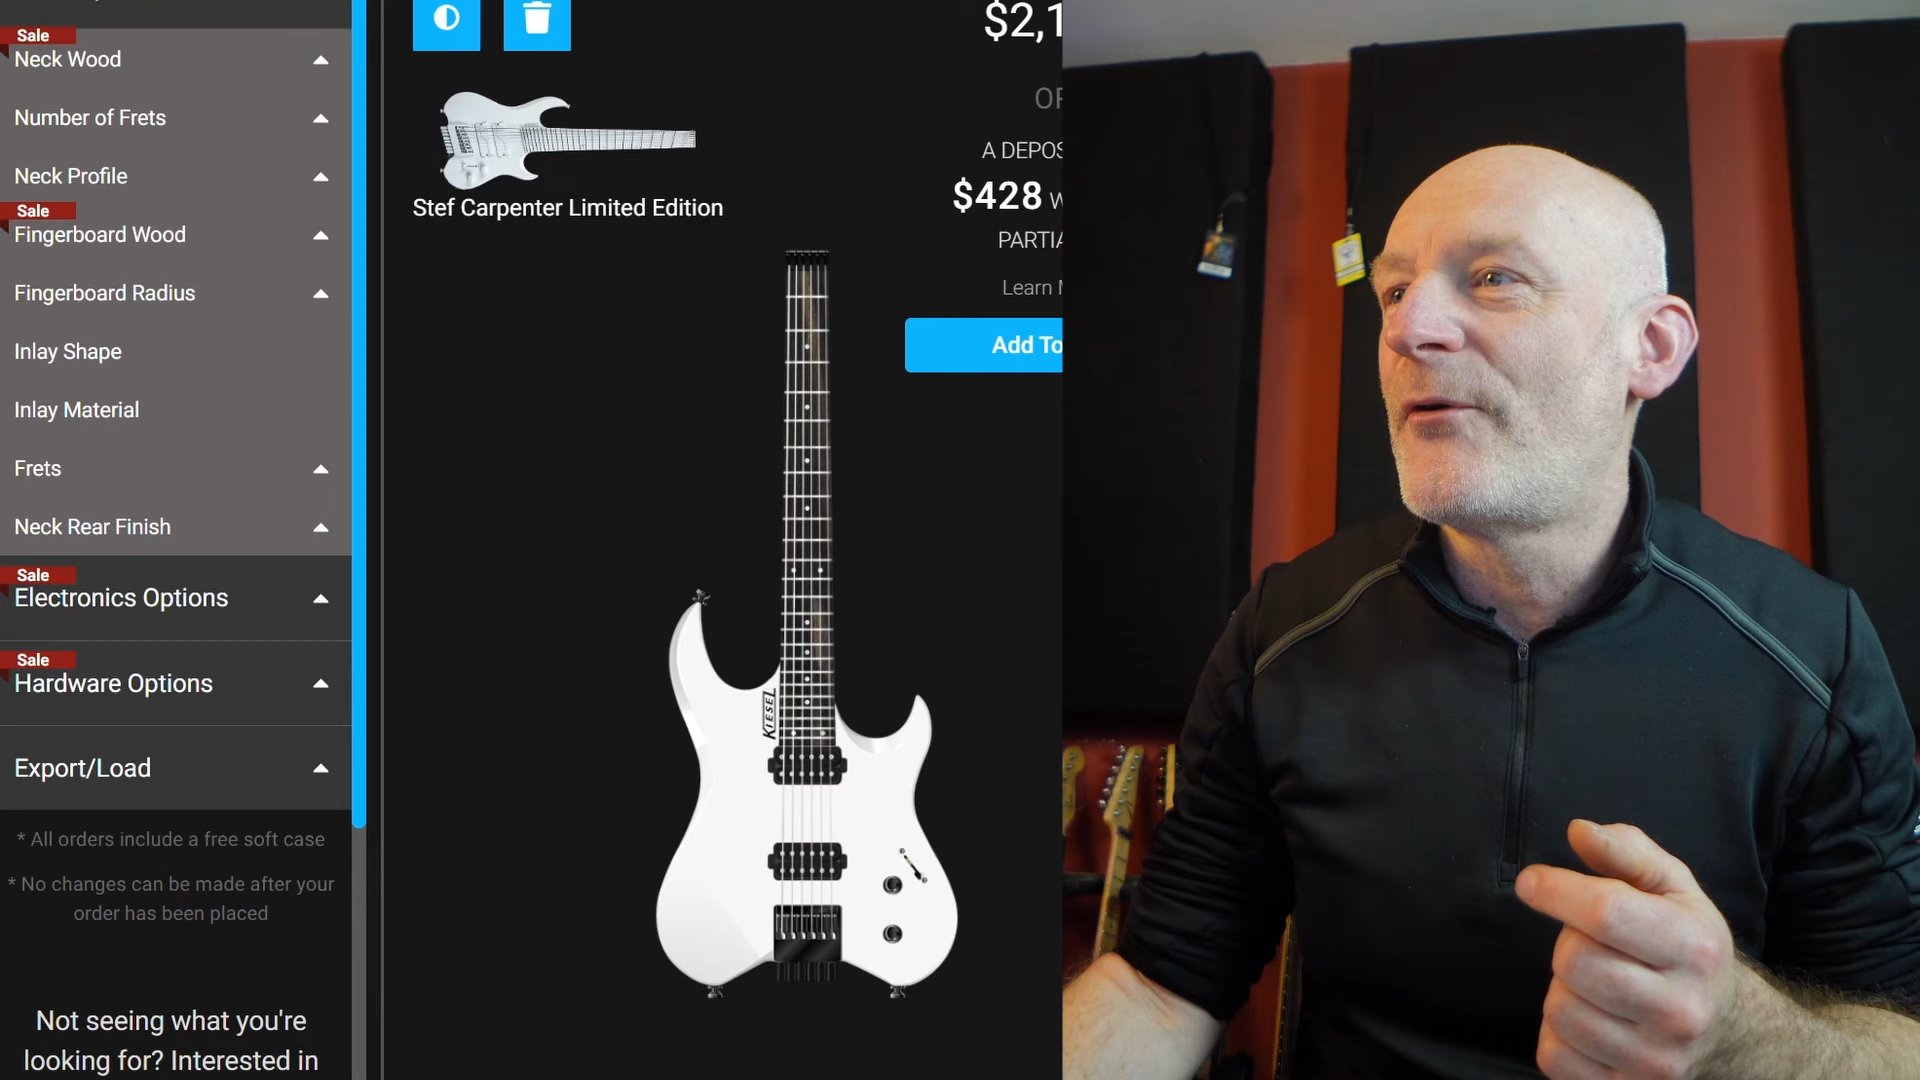 Sale
Neck Wood
Number of Frets
Neck Profile
Sale
Fingerboard Wood
Fingerboard Radius
Inlay Shape
Inlay Material
Frets
Neck Rear Finish
Sale
Electronics Options
Sale
Hardware Options
Export/Load
* All orders include a free soft case
* No changes can be made after your
order has been placed
Not seeing what you're
looking for? Interested in
Stef Carpenter Limited Edition
KIESEL
$2,1
OR
A DEPOS
$428 W
PARTIA
Learn M
Add To